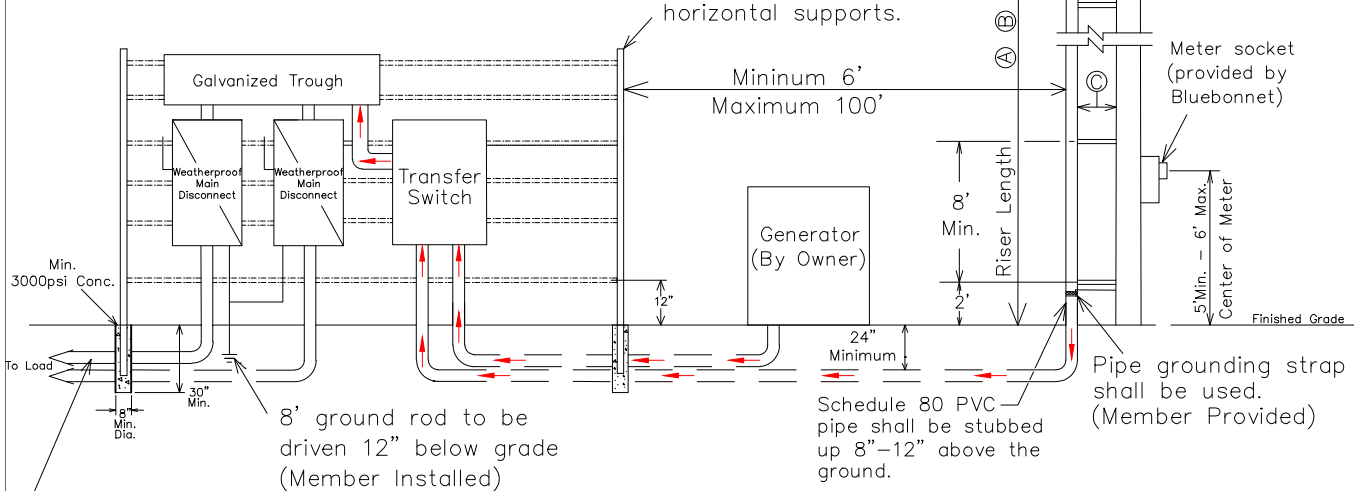 horizontal supports.
Ⓐ Ⓑ
Ⓒ
Meter socket
(provided by
Bluebonnet)
Galvanized Trough
Mininum 6'
Maximum 100'
Weatherproof
Main
Disconnect
Weatherproof
Main
Disconnect
Transfer
Switch
Generator
(By Owner)
8'
Min.
Riser Length
5'Min. - 6' Max.
Center of Meter
Min.
3000psi Conc.
12"
2'
Finished Grade
24"
Minimum
To Load
30"
Min.
8"
Min.
Dia.
8' ground rod to be
driven 12" below grade
(Member Installed)
Schedule 80 PVC
pipe shall be stubbed
up 8"-12" above the
ground.
Pipe grounding strap
shall be used.
(Member Provided)